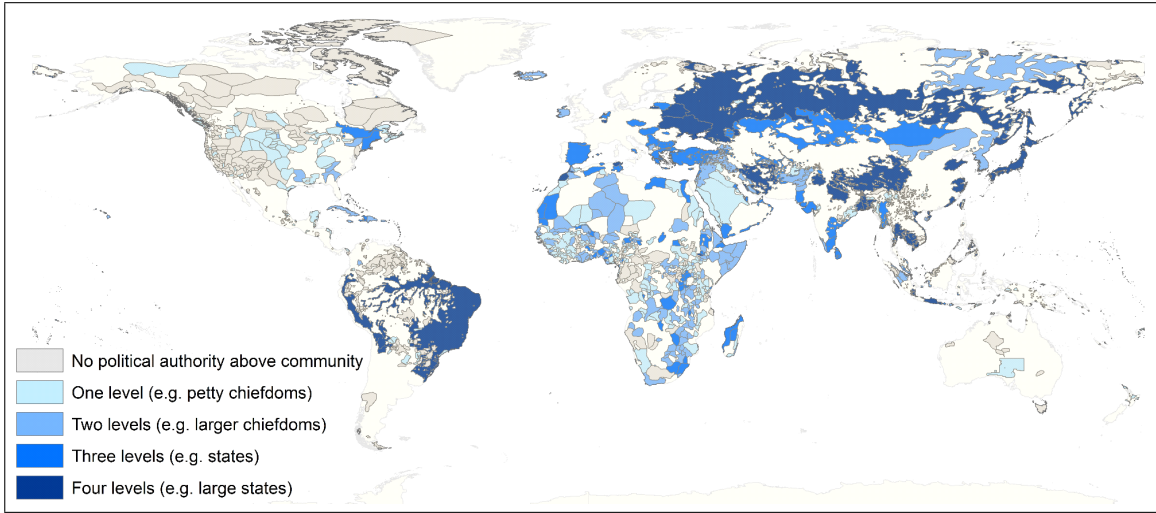 No political authority above community
One level (e.g. petty chiefdoms)
Two levels (e.g. larger chiefdoms)
Three levels (e.g. states)
Four levels (e.g. large states)